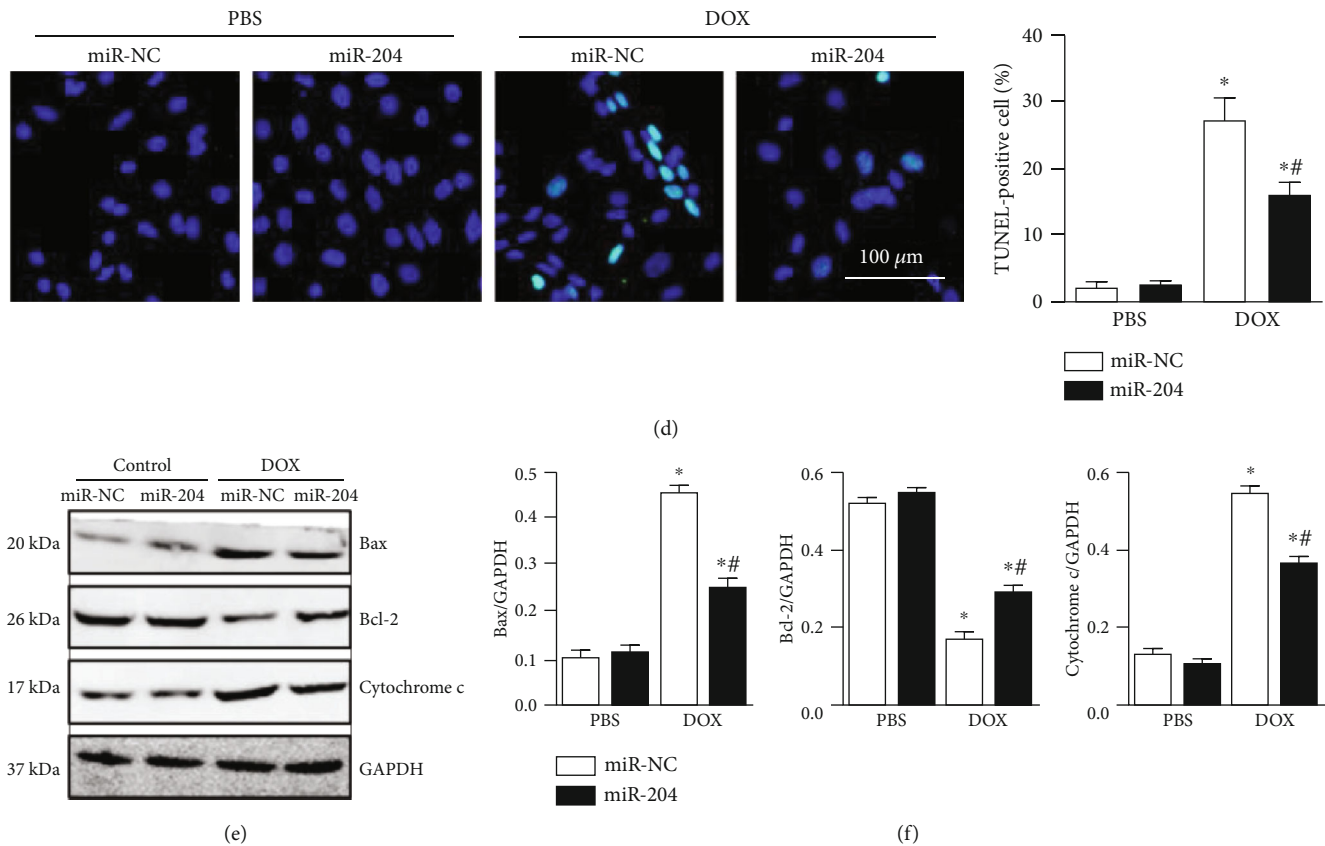 PBS
miR-NC
miR-204
DOX
miR-NC
miR-204
100 µm
TUNEL-positive cell (%)
40
30
20
10
0
*
*#
PBS
DOX
miR-NC
miR-204
(d)
Control
DOX
miR-NC
miR-204
miR-NC
miR-204
20 kDa
Bax
26 kDa
Bcl-2
17 kDa
Cytochrome c
37 kDa
GAPDH
(e)
Bax/GAPDH
0.5
0.4
0.3
0.2
0.1
0.0
*
*#
PBS
DOX
Bcl-2/GAPDH
0.6
0.4
0.2
0.0
*
*#
PBS
DOX
Cytochrome c/GAPDH
0.6
0.4
0.2
0.0
*
*#
PBS
DOX
miR-NC
miR-204
(f)